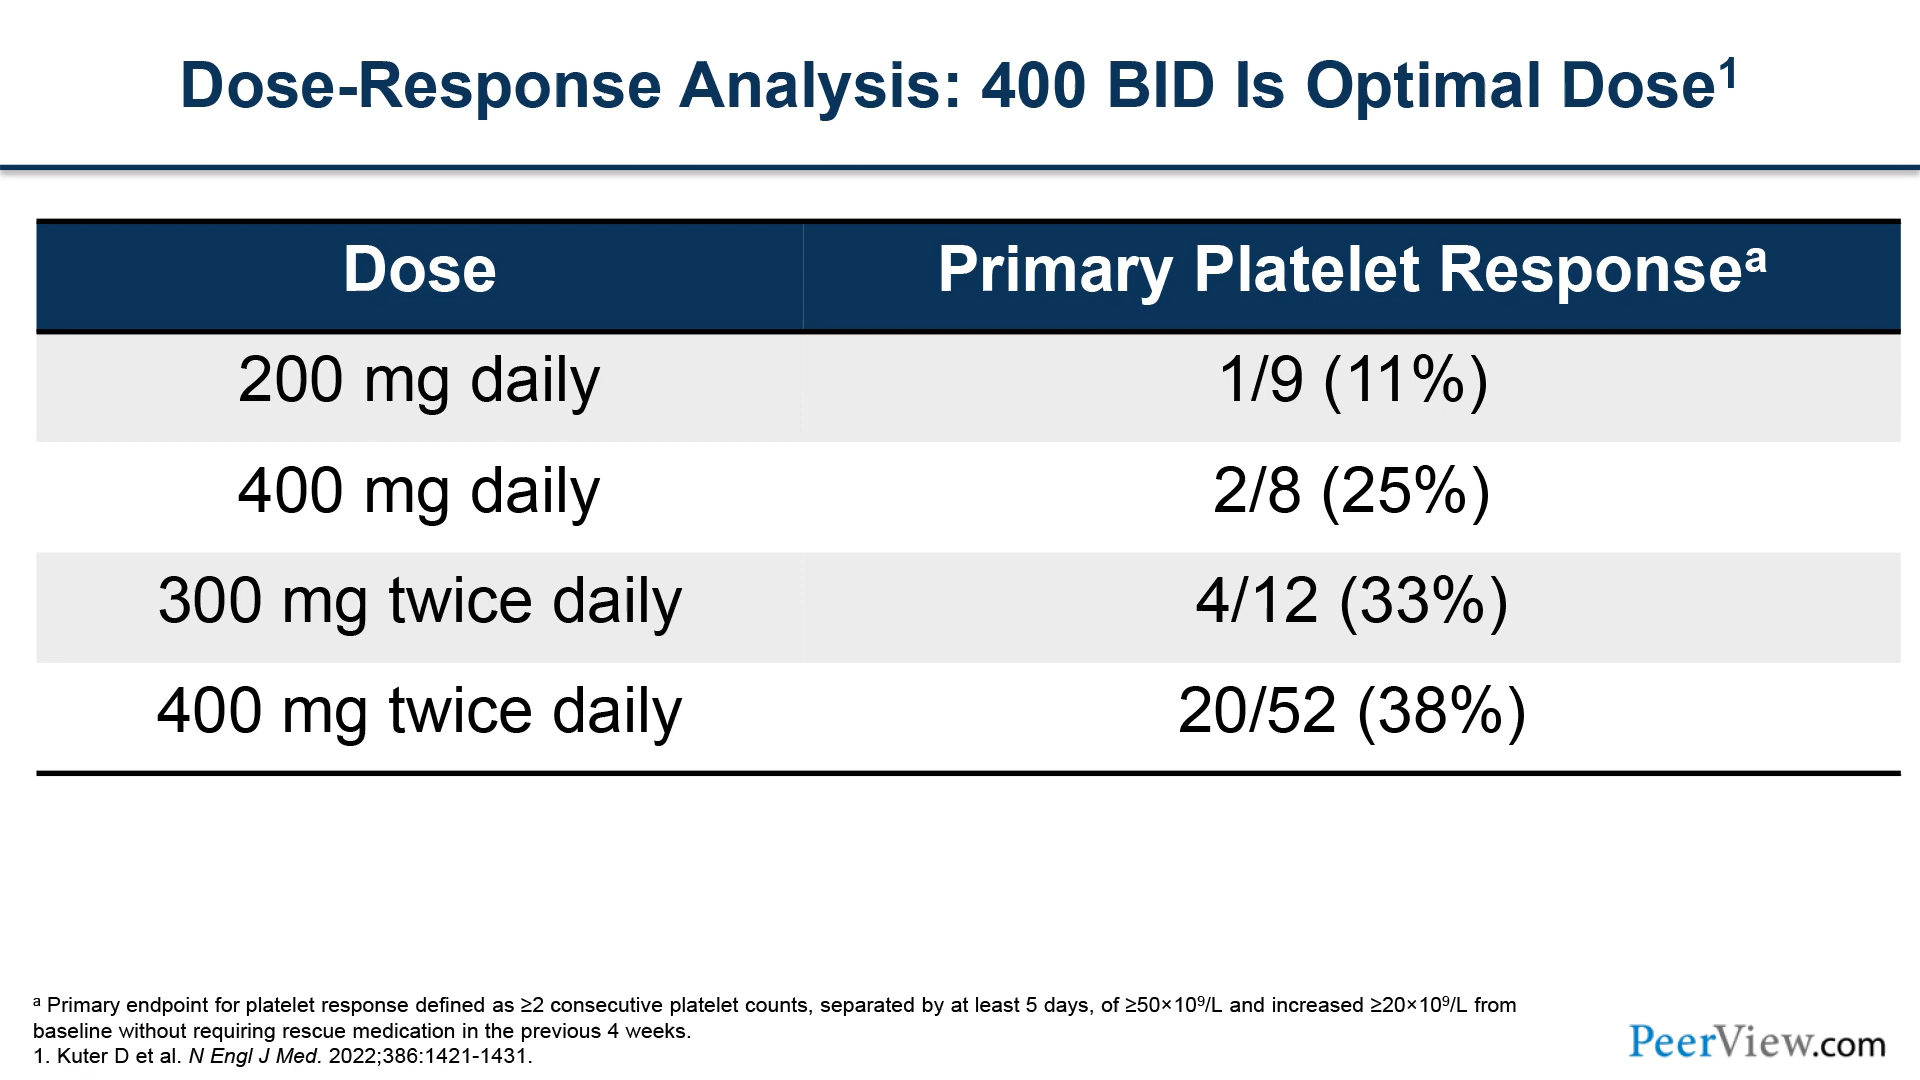 Dose-Response Analysis: 400 BID Is Optimal Dose¹
Dose Primary Platelet Responseᵃ
200 mg daily 1/9 (11%)
400 mg daily 2/8 (25%)
300 mg twice daily 4/12 (33%)
400 mg twice daily 20/52 (38%)
ᵃ Primary endpoint for platelet response defined as ≥2 consecutive platelet counts, separated by at least 5 days, of ≥50×10⁹/L and increased ≥20×10⁹/L from
baseline without requiring rescue medication in the previous 4 weeks.
1. Kuter D et al. N Engl J Med. 2022;386:1421-1431.
PeerView.com